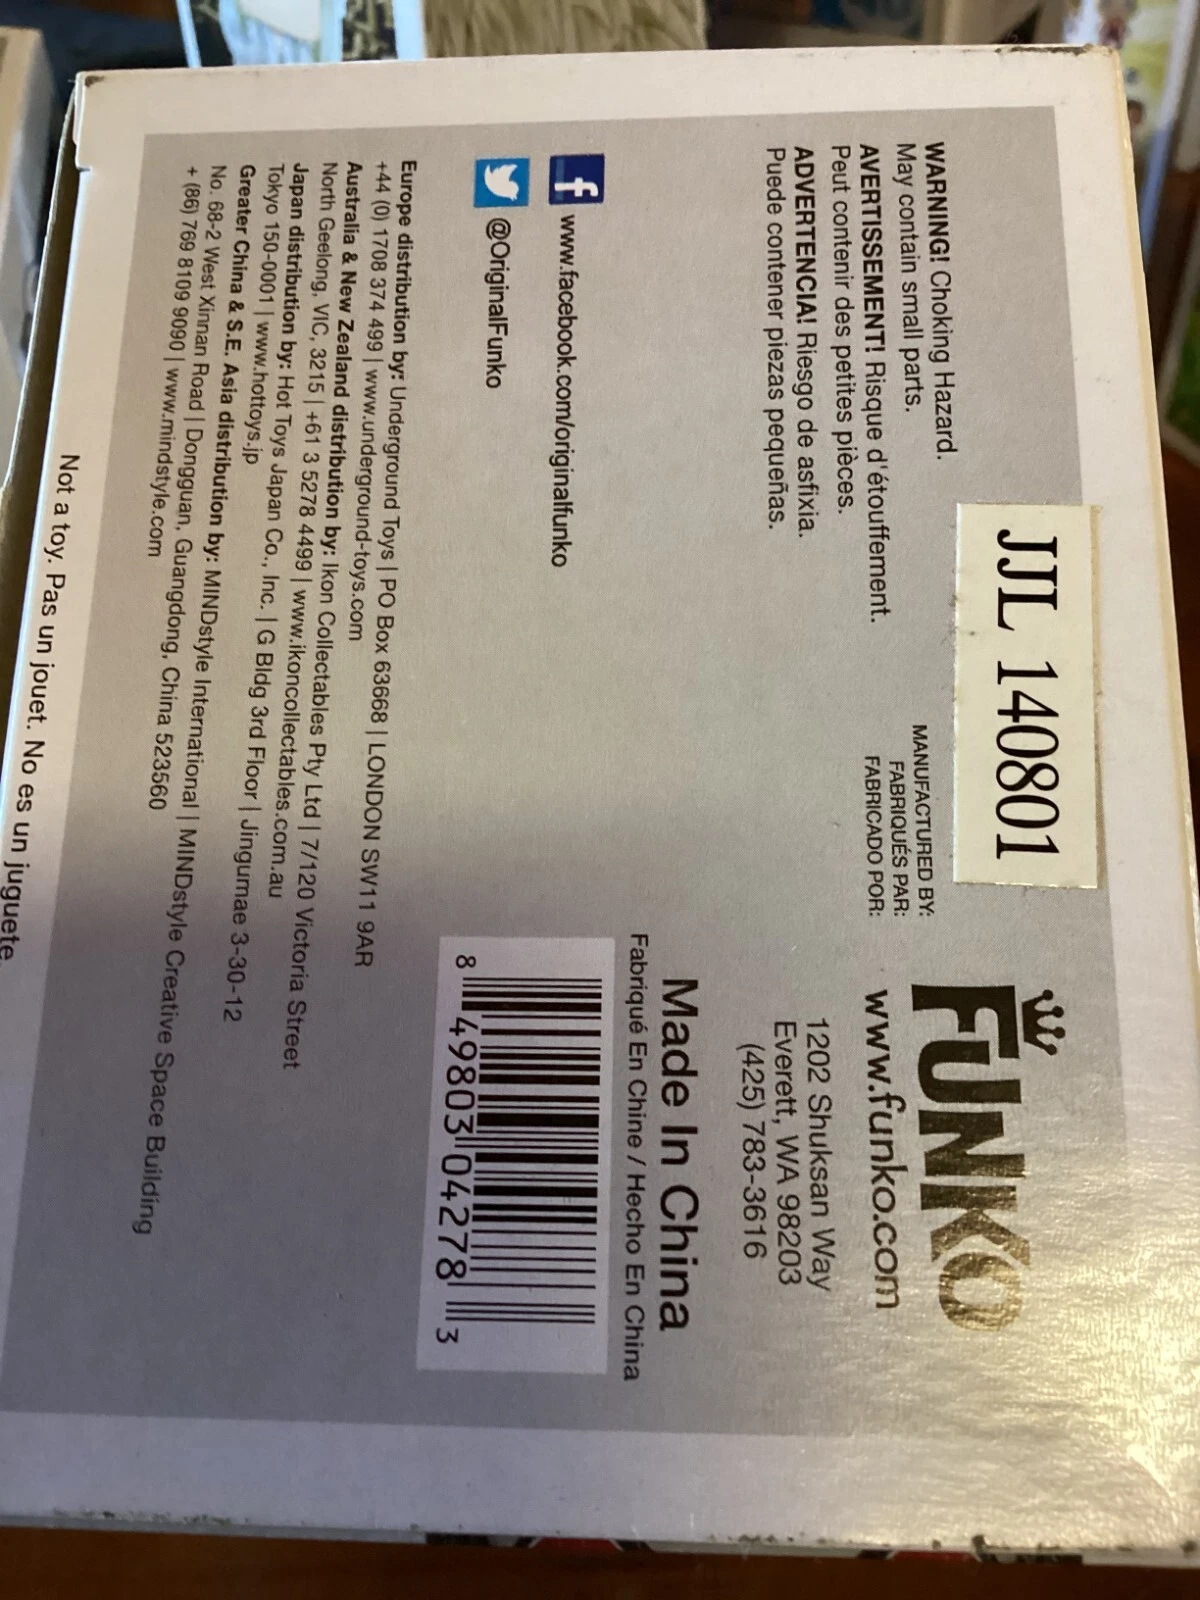 JJL 140801
WARNING! Choking Hazard.
May contain small parts.
AVERTISSEMENT! Risque d'étouffement.
Peut contenir des petites pièces.
ADVERTENCIA! Riesgo de asfixia.
Puede contener piezas pequeñas.
MANUFACTURED BY:
FABRIQUÉS PAR:
FABRICADO POR:
FUNKO
www.funko.com
1202 Shuksan Way
Everett, WA 98203
(425) 783-3616
Made In China
Fabriqué En Chine / Hecho En China
8 49803 04278 3
www.facebook.com/originalfunko
@OriginalFunko
Europe distribution by: Underground Toys | PO Box 63668 | LONDON SW11 9AR
+44 (0) 1708 374 499 | www.underground-toys.com
Australia & New Zealand distribution by: Ikon Collectables Pty Ltd | 7/120 Victoria Street
North Geelong, VIC, 3215 | +61 3 5278 4499 | www.ikoncollectables.com.au
Japan distribution by: Hot Toys Japan Co., Inc. | G Bldg 3rd Floor | Jingumae 3-30-12
Tokyo 150-0001 | www.hottoys.jp
Greater China & S.E. Asia distribution by: MINDstyle International | MINDstyle Creative Space Building
No. 68-2 West Xinnan Road | Dongguan, Guangdong, China 523560
+ (86) 769 8109 9090 | www.mindstyle.com
Not a toy. Pas un jouet. No es un juguete.